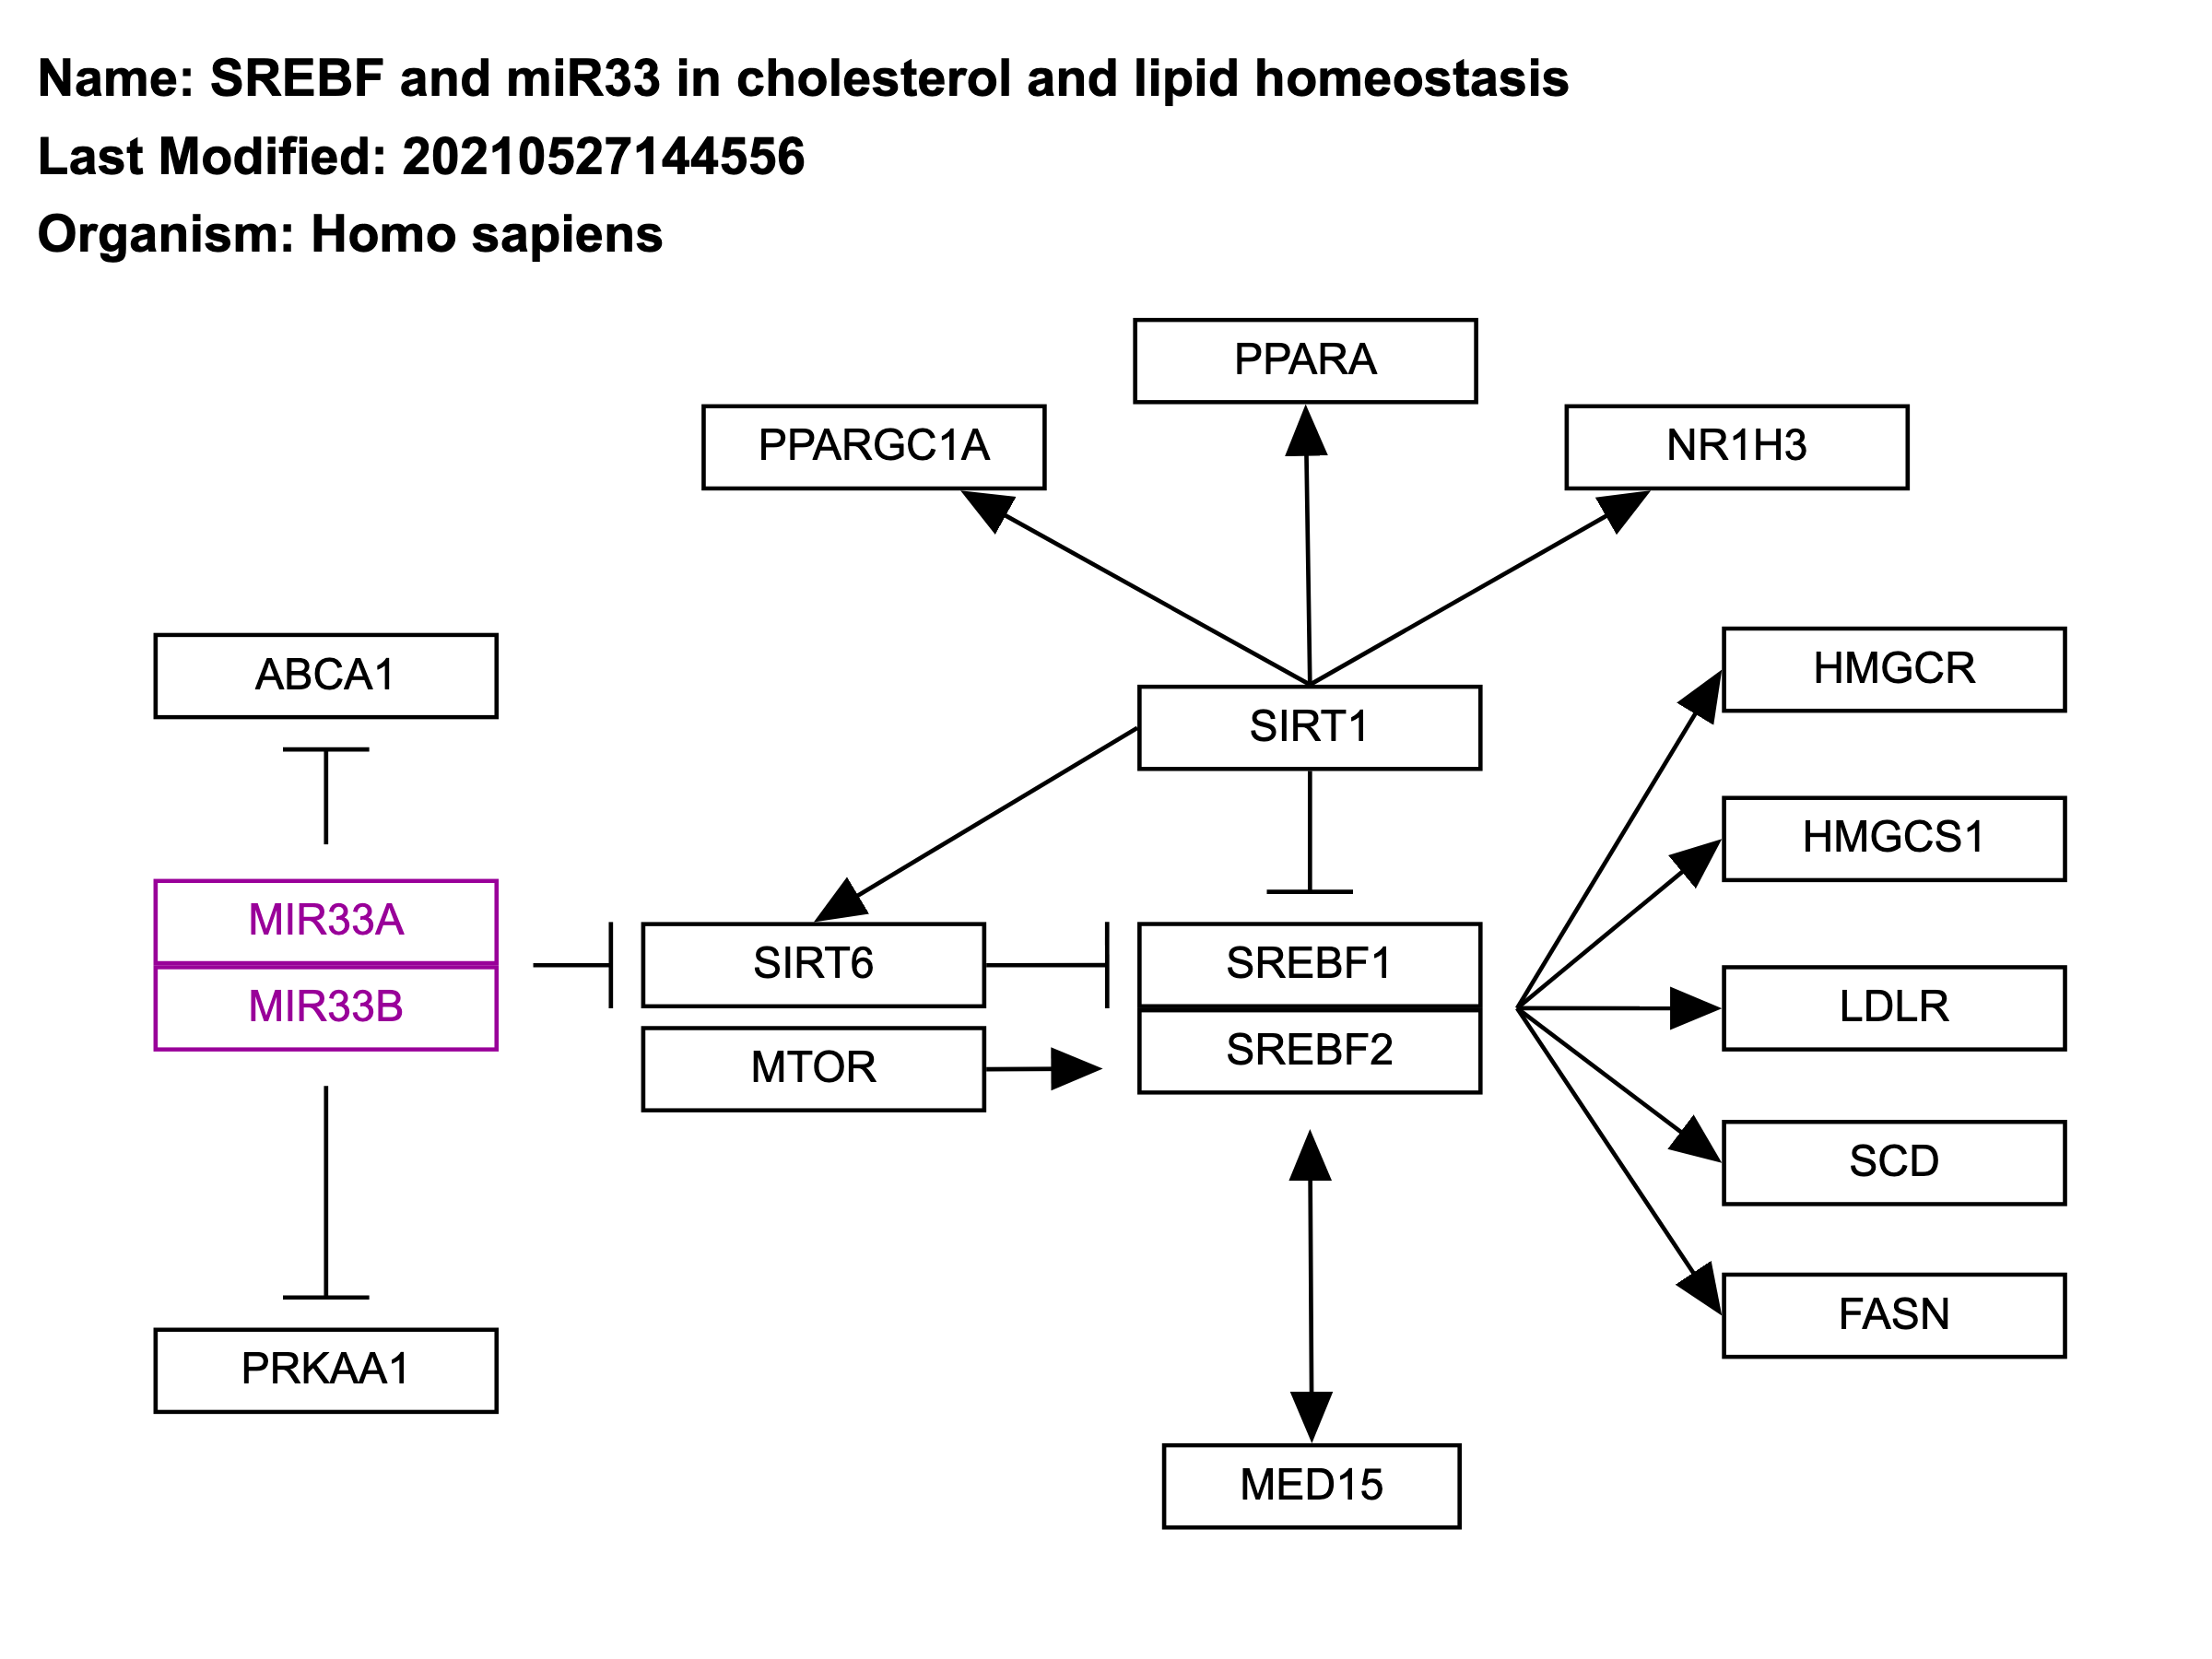 Name: SREBF and miR33 in cholesterol and lipid homeostasis
Last Modified: 20210527144556
Organism: Homo sapiens
PPARA
PPARGC1A
NR1H3
ABCA1
HMGCR
SIRT1
HMGCS1
MIR33A
SIRT6
SREBF1
MIR33B
LDLR
MTOR
SREBF2
SCD
FASN
PRKAA1
MED15